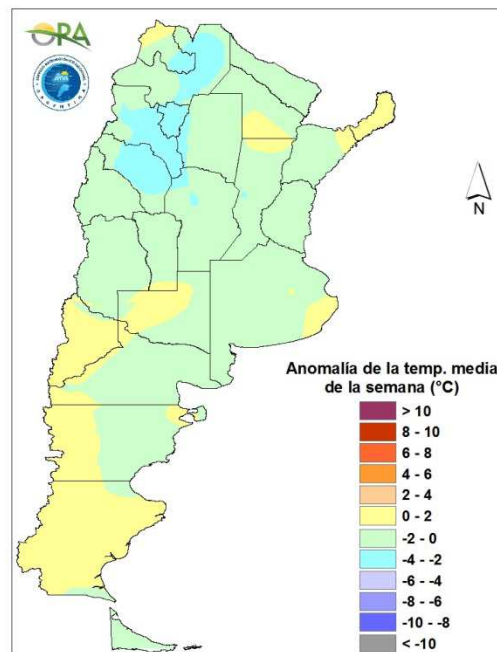 ORA
N
Anomalía de la temp. media
de la semana (°C)
> 10
8 - 10
6 - 8
4 - 6
2 - 4
0 - 2
-2 - 0
-4 - -2
-6 - -4
-8 - -6
-10 - -8
< -10